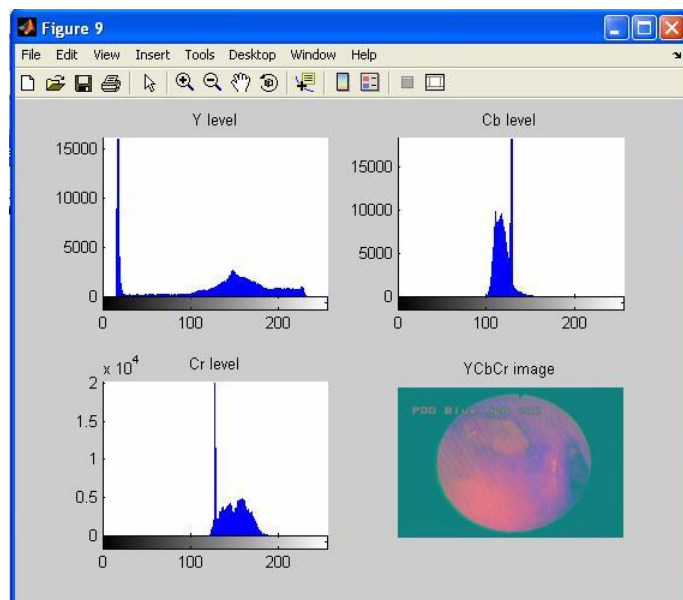 Figure 9
File Edit View Insert Tools Desktop Window Help
Y level
15000
10000
5000
0
0 100 200
Cb level
15000
10000
5000
0
0 100 200
Cr level
x 10^4
2
1.5
1
0.5
0
0 100 200
YCbCr image
PDD Blue